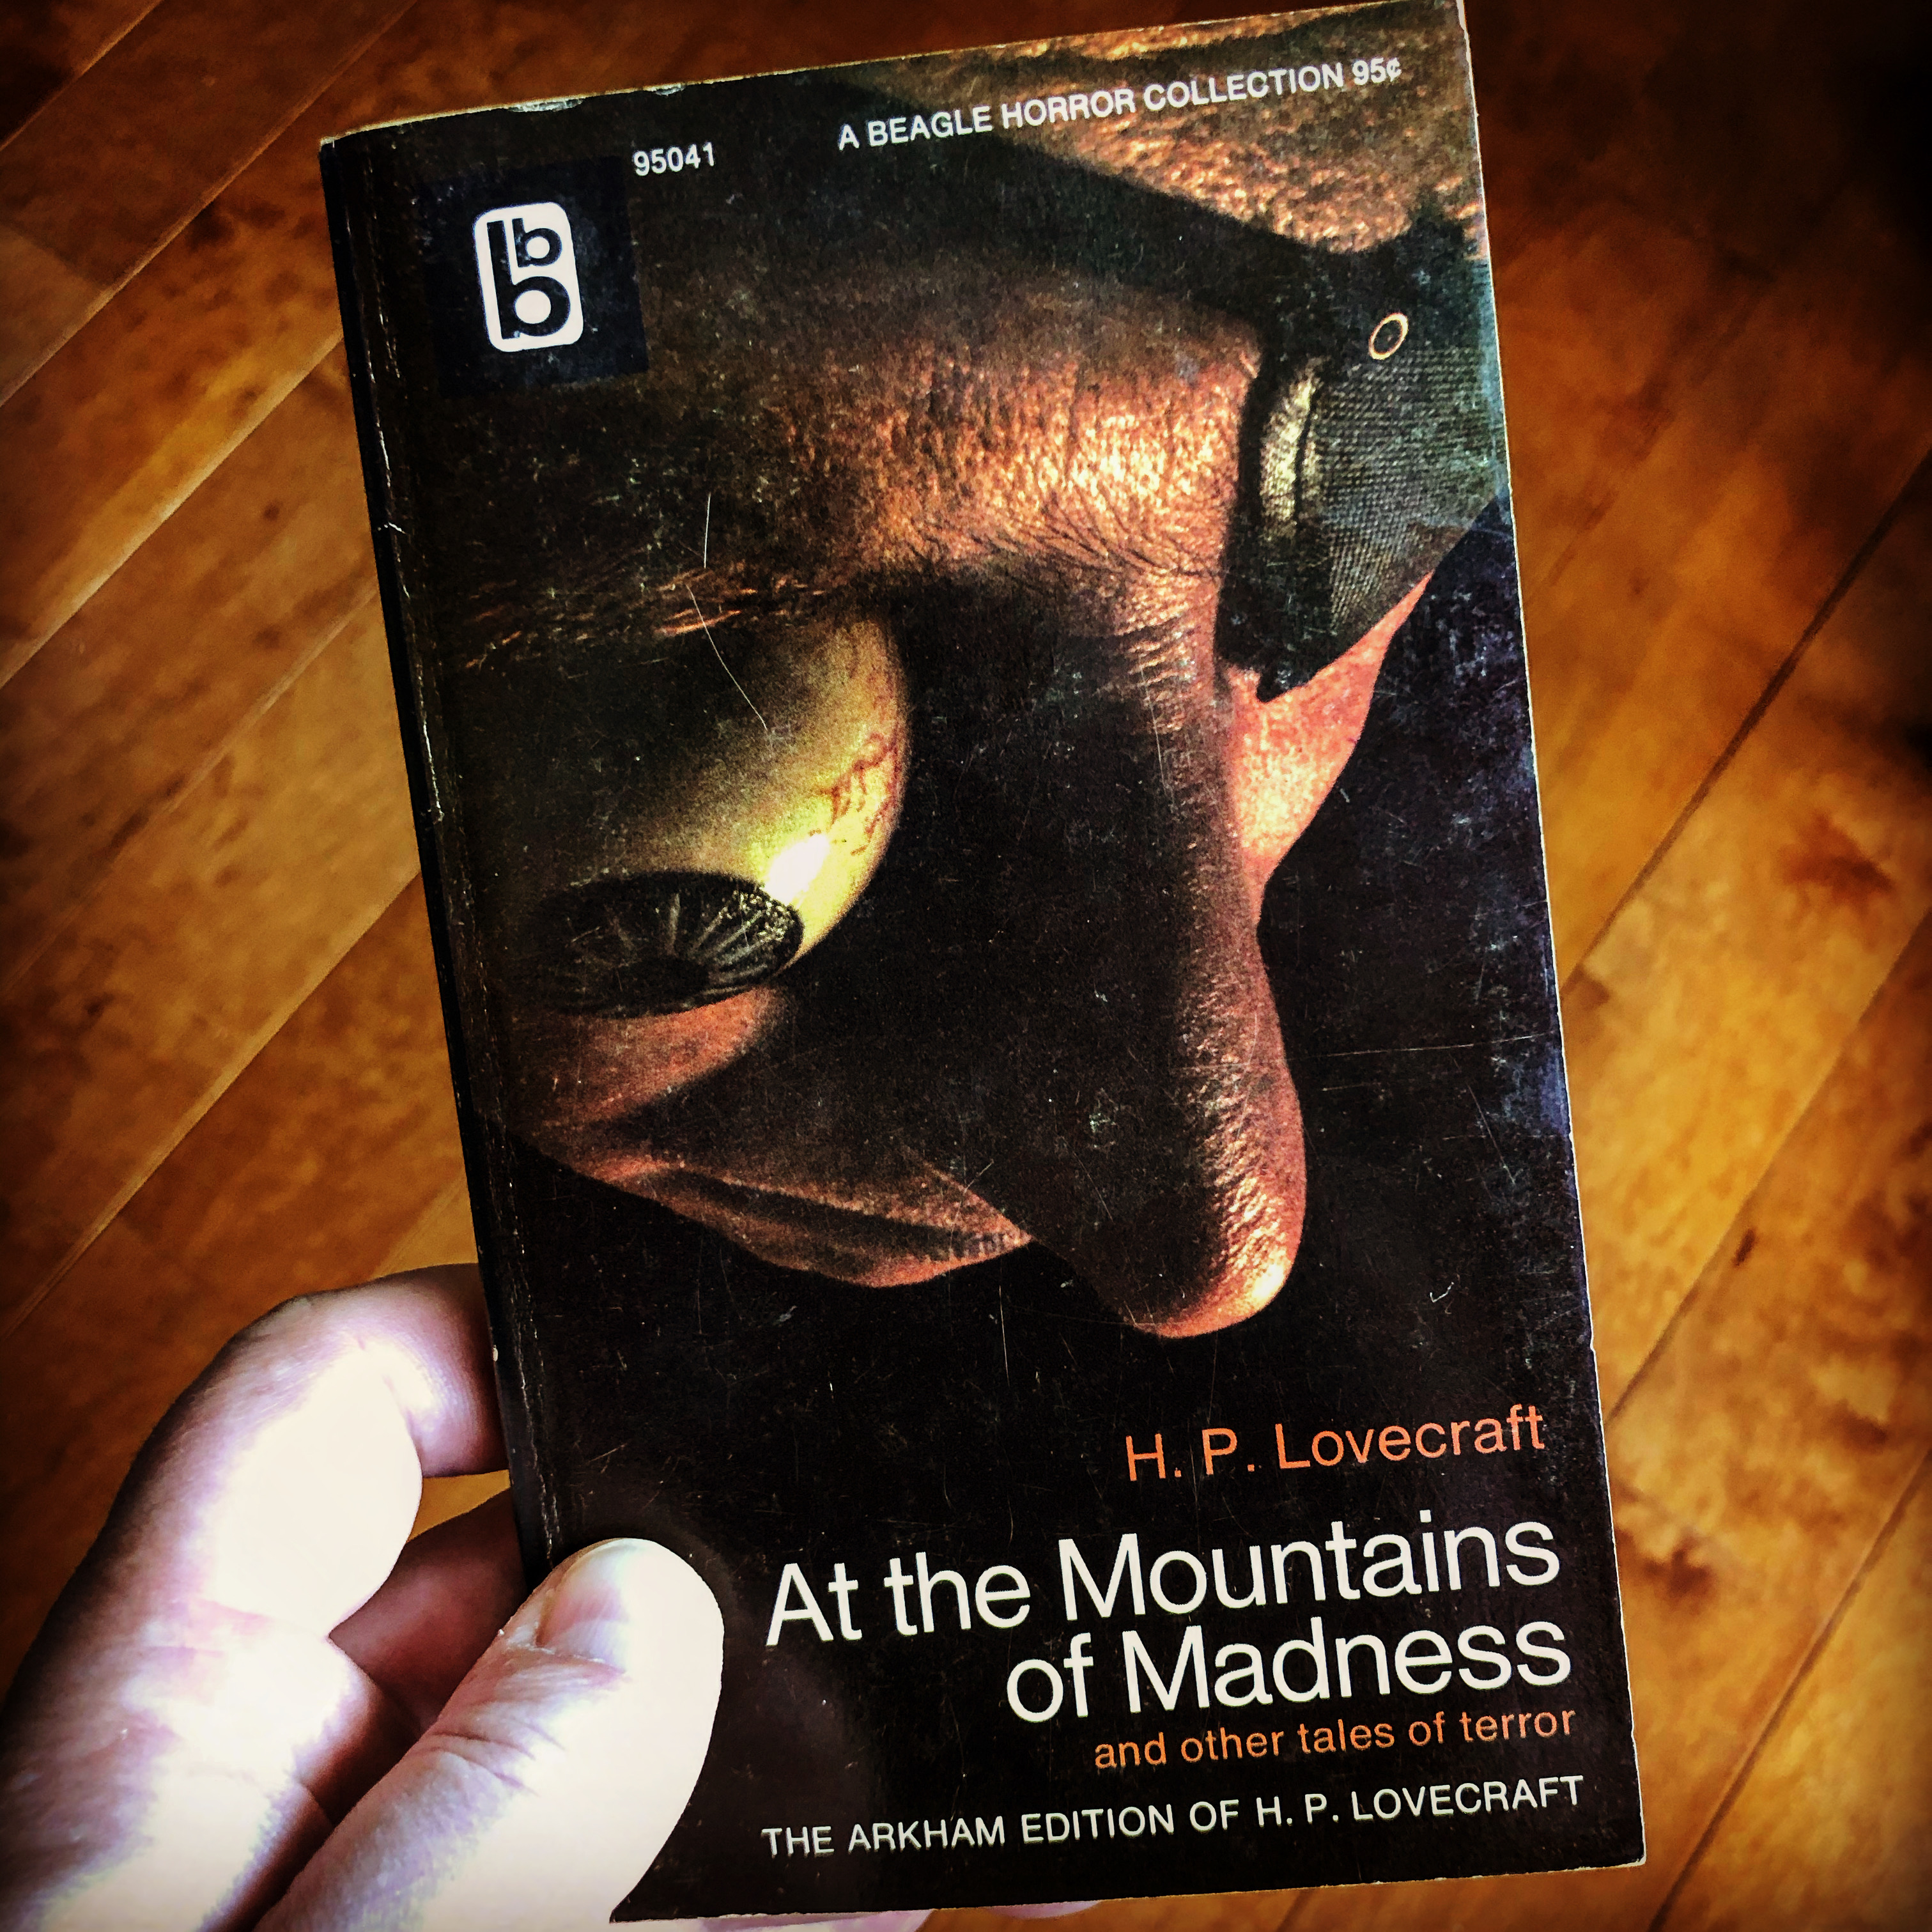 95041
A BEAGLE HORROR COLLECTION 95¢
b
b
H. P. Lovecraft
At the Mountains
of Madness
and other tales of terror
THE ARKHAM EDITION OF H. P. LOVECRAFT